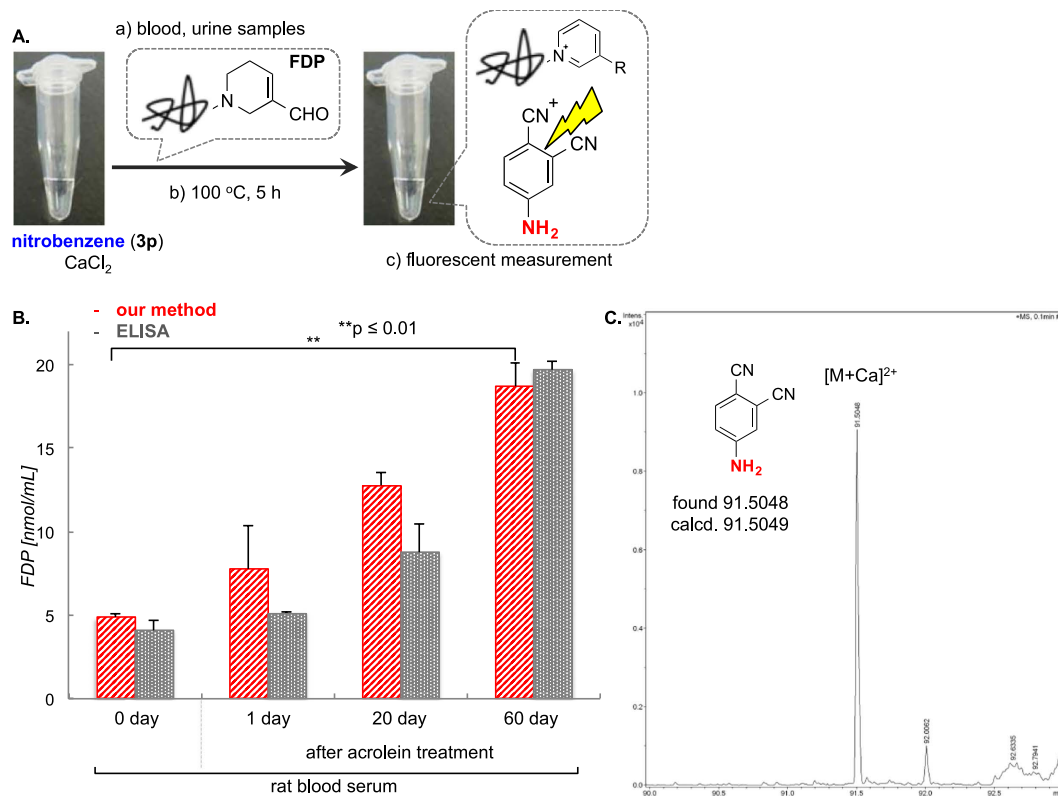 A.
a) blood, urine samples
FDP
N
CHO
b) 100 °C, 5 h
nitrobenzene (3p)
CaCl₂
N⁺
R
CN⁺
CN
NH₂
c) fluorescent measurement
B.
- our method
- ELISA
**p ≤ 0.01
**
FDP [nmol/mL]
20
15
10
5
0
0 day
1 day
20 day
60 day
after acrolein treatment
rat blood serum
C.
Intens.
x10⁴
+MS, 0.1min #
[M+Ca]²⁺
CN
CN
NH₂
found 91.5048
calcd. 91.5049
91.5048
92.0062
92.6335
92.7941
1.0
0.8
0.6
0.4
0.2
0.0
90.0
90.5
91.0
91.5
92.0
92.5
m